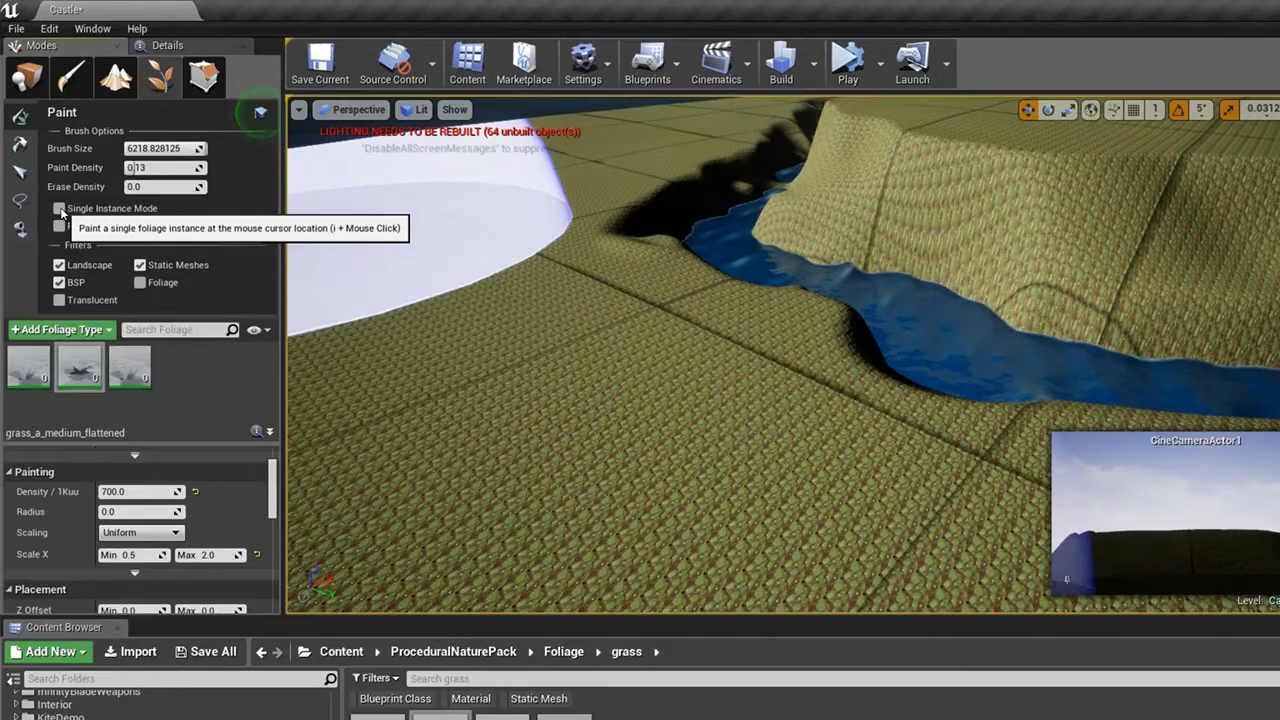 Castle*
File Edit Window Help
Modes Details
Save Current Source Control Content Marketplace Settings Blueprints Cinematics Build Play Launch
Paint
Brush Options
Brush Size 6218.828125
Paint Density 0.13
Erase Density 0.0
Single Instance Mode
Paint a single foliage instance at the mouse cursor location (i + Mouse Click)
Filters
Landscape Static Meshes
BSP Foliage
Translucent
+Add Foliage Type Search Foliage
0 0 0
grass_a_medium_flattened
Painting
Density / 1Kuu 700.0
Radius 0.0
Scaling Uniform
Scale X Min 0.5 Max 2.0
Placement
Z Offset Min 0.0 Max 0.0
Perspective Lit Show 1 5° 0.0312
LIGHTING NEEDS TO BE REBUILT (64 unbuilt object(s))
'DisableAllScreenMessages' to suppre
CineCameraActor1
Level: Ca
Content Browser
Add New Import Save All Content ProceduralNaturePack Foliage grass
Search Folders Filters Search grass
InfinityBladeWeapons
Interior
KiteDemo
Blueprint Class Material Static Mesh